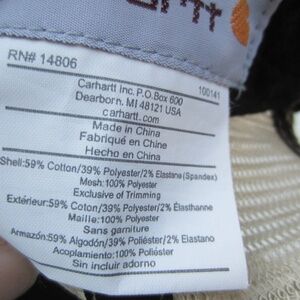 RN# 14806
Carhartt Inc. P.O.Box 600
100141
Dearborn, MI 48121 USA
carhartt.com
Made in China
Fabriqué en Chine
Hecho en China
Shell:59% Cotton/39% Polyester/2% Elastane(Spandex)
Mesh:100% Polyester
Exclusive of Trimming
Extérieur:59% Coton/39% Polyester/2% Élasthanne
Maille:100% Polyester
Sans garniture
Armazón:59% Algodón/39% Poliéster/2% Elastano
Acoplamiento:100% Poliéster
Sin incluir adorno